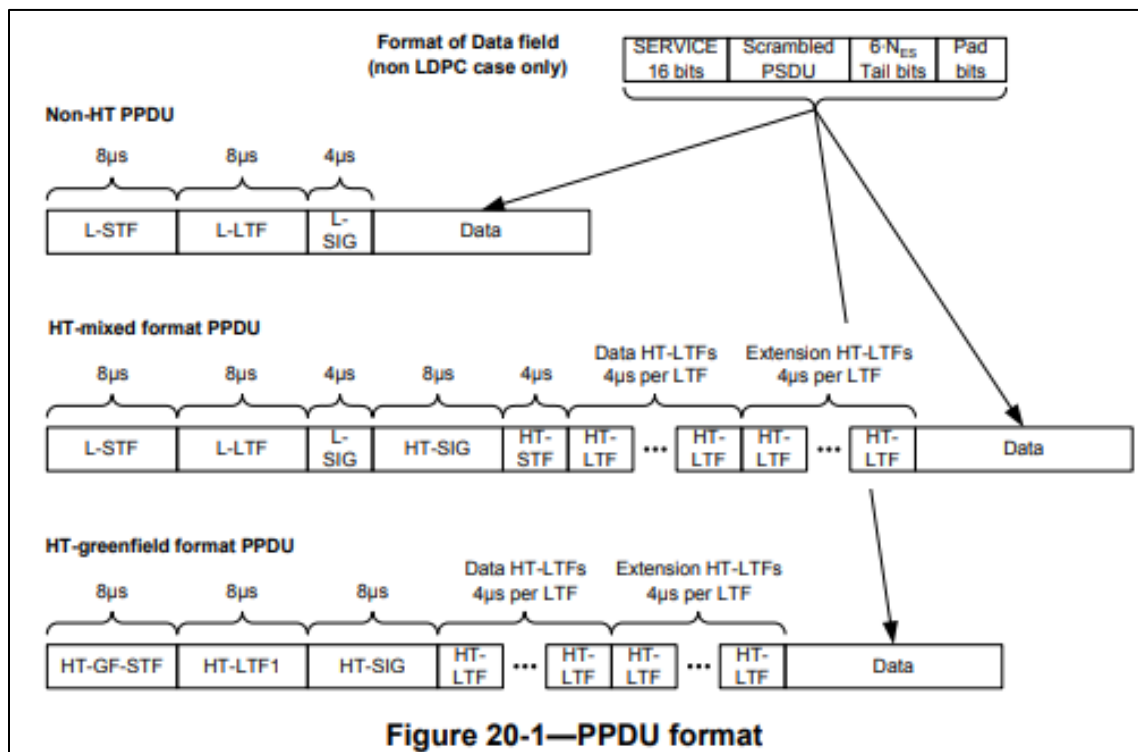 Format of Data field
(non LDPC case only)
SERVICE
16 bits
Scrambled
PSDU
6·NES
Tail bits
Pad
bits
Non-HT PPDU
8µs
8µs
4µs
L-STF
L-LTF
L-
SIG
Data
HT-mixed format PPDU
Data HT-LTFs
4µs per LTF
Extension HT-LTFs
4µs per LTF
8µs
8µs
4µs
8µs
4µs
L-STF
L-LTF
L-
SIG
HT-SIG
HT-
STF
HT-
LTF
•••
HT-
LTF
HT-
LTF
•••
HT-
LTF
Data
HT-greenfield format PPDU
Data HT-LTFs
4µs per LTF
Extension HT-LTFs
4µs per LTF
8µs
8µs
8µs
HT-GF-STF
HT-LTF1
HT-SIG
HT-
LTF
•••
HT-
LTF
HT-
LTF
•••
HT-
LTF
Data
Figure 20-1—PPDU format